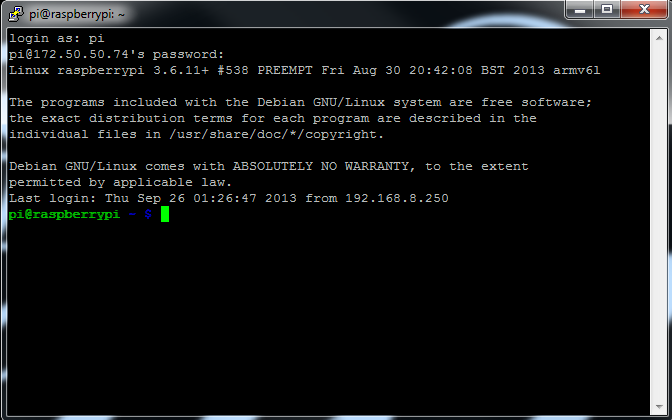 pi@raspberrypi: ~
login as: pi
pi@172.50.50.74's password:
Linux raspberrypi 3.6.11+ #538 PREEMPT Fri Aug 30 20:42:08 BST 2013 armv6l
The programs included with the Debian GNU/Linux system are free software;
the exact distribution terms for each program are described in the
individual files in /usr/share/doc/*/copyright.
Debian GNU/Linux comes with ABSOLUTELY NO WARRANTY, to the extent
permitted by applicable law.
Last login: Thu Sep 26 01:26:47 2013 from 192.168.8.250
pi@raspberrypi ~ $